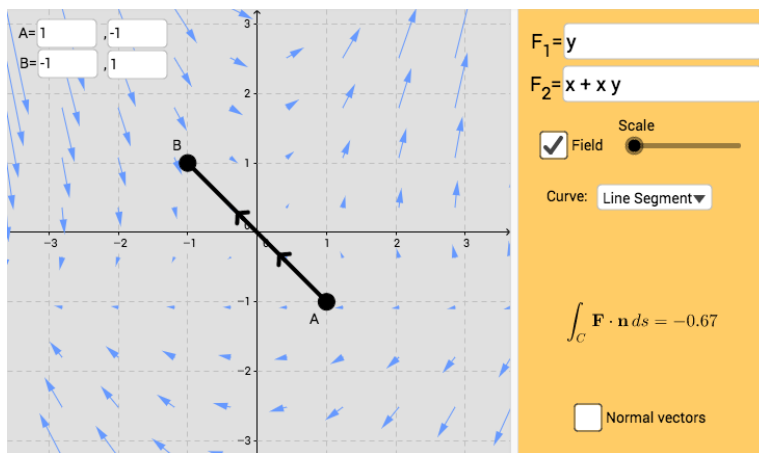 A= 1 , -1
B= -1 , 1
3
2
1
0
-1
-2
-3
-3
-2
-1
1
2
3
B
A
F1= y
F2= x + x y
Scale
Field
Curve: Line Segment▼
∫C F · n ds = −0.67
Normal vectors